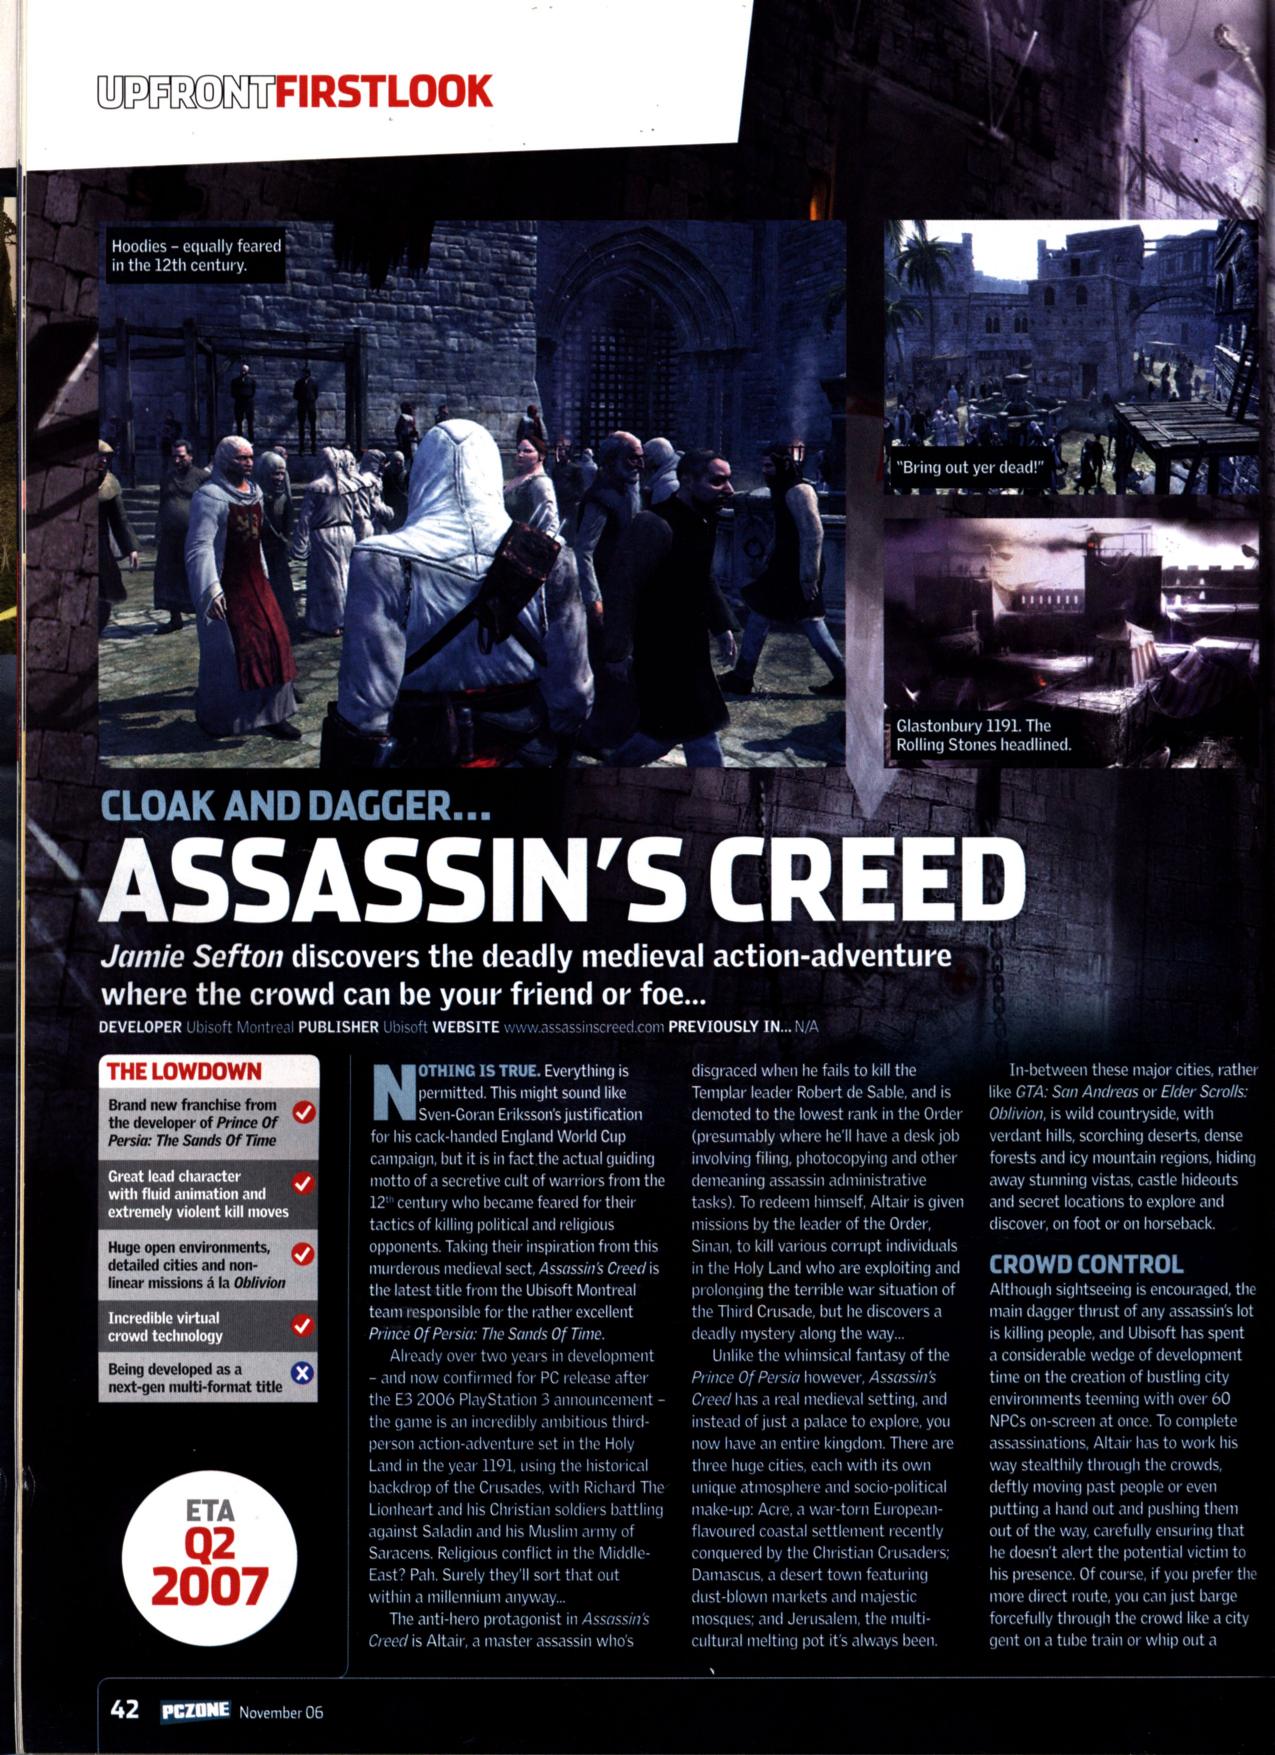 UPFRONTFIRSTLOOK
Hoodies – equally feared
in the 12th century.
"Bring out yer dead!"
Glastonbury 1191. The
Rolling Stones headlined.
CLOAK AND DAGGER...
ASSASSIN'S CREED
Jamie Sefton discovers the deadly medieval action-adventure
where the crowd can be your friend or foe...
DEVELOPER Ubisoft Montreal PUBLISHER Ubisoft WEBSITE www.assassinscreed.com PREVIOUSLY IN... N/A
THE LOWDOWN
Brand new franchise from
the developer of Prince Of
Persia: The Sands Of Time
Great lead character
with fluid animation and
extremely violent kill moves
Huge open environments,
detailed cities and non-
linear missions á la Oblivion
Incredible virtual
crowd technology
Being developed as a
next-gen multi-format title
ETA
Q2
2007
NOTHING IS TRUE. Everything is
permitted. This might sound like
Sven-Goran Eriksson's justification
for his cack-handed England World Cup
campaign, but it is in fact the actual guiding
motto of a secretive cult of warriors from the
12th century who became feared for their
tactics of killing political and religious
opponents. Taking their inspiration from this
murderous medieval sect, Assassin's Creed is
the latest title from the Ubisoft Montreal
team responsible for the rather excellent
Prince Of Persia: The Sands Of Time.
Already over two years in development
– and now confirmed for PC release after
the E3 2006 PlayStation 3 announcement –
the game is an incredibly ambitious third-
person action-adventure set in the Holy
Land in the year 1191, using the historical
backdrop of the Crusades, with Richard The
Lionheart and his Christian soldiers battling
against Saladin and his Muslim army of
Saracens. Religious conflict in the Middle-
East? Pah. Surely they'll sort that out
within a millennium anyway...
The anti-hero protagonist in Assassin's
Creed is Altair, a master assassin who's
disgraced when he fails to kill the
Templar leader Robert de Sable, and is
demoted to the lowest rank in the Order
(presumably where he'll have a desk job
involving filing, photocopying and other
demeaning assassin administrative
tasks). To redeem himself, Altair is given
missions by the leader of the Order,
Sinan, to kill various corrupt individuals
in the Holy Land who are exploiting and
prolonging the terrible war situation of
the Third Crusade, but he discovers a
deadly mystery along the way...
Unlike the whimsical fantasy of the
Prince Of Persia however, Assassin's
Creed has a real medieval setting, and
instead of just a palace to explore, you
now have an entire kingdom. There are
three huge cities, each with its own
unique atmosphere and socio-political
make-up: Acre, a war-torn European-
flavoured coastal settlement recently
conquered by the Christian Crusaders;
Damascus, a desert town featuring
dust-blown markets and majestic
mosques; and Jerusalem, the multi-
cultural melting pot it's always been.
In-between these major cities, rather
like GTA: San Andreas or Elder Scrolls:
Oblivion, is wild countryside, with
verdant hills, scorching deserts, dense
forests and icy mountain regions, hiding
away stunning vistas, castle hideouts
and secret locations to explore and
discover, on foot or on horseback.
CROWD CONTROL
Although sightseeing is encouraged, the
main dagger thrust of any assassin's lot
is killing people, and Ubisoft has spent
a considerable wedge of development
time on the creation of bustling city
environments teeming with over 60
NPCs on-screen at once. To complete
assassinations, Altair has to work his
way stealthily through the crowds,
deftly moving past people or even
putting a hand out and pushing them
out of the way, carefully ensuring that
he doesn't alert the potential victim to
his presence. Of course, if you prefer the
more direct route, you can just barge
forcefully through the crowd like a city
gent on a tube train or whip out a
42 PCZONE November 06